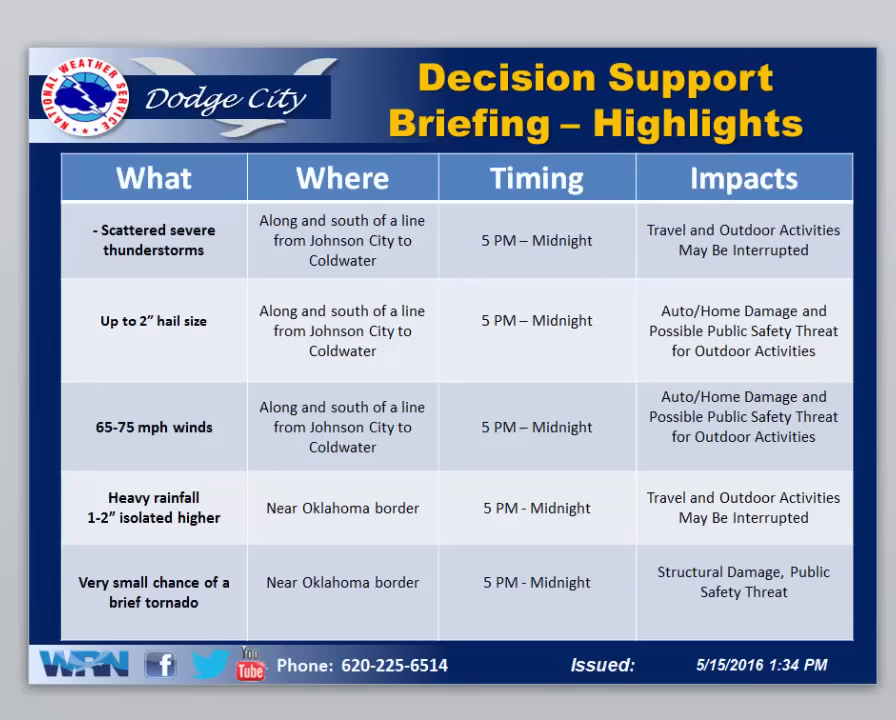 NATIONAL WEATHER SERVICE
Dodge City
Decision Support
Briefing – Highlights
What
Where
Timing
Impacts
- Scattered severe
thunderstorms
Along and south of a line
from Johnson City to
Coldwater
5 PM – Midnight
Travel and Outdoor Activities
May Be Interrupted
Up to 2” hail size
Along and south of a line
from Johnson City to
Coldwater
5 PM – Midnight
Auto/Home Damage and
Possible Public Safety Threat
for Outdoor Activities
65-75 mph winds
Along and south of a line
from Johnson City to
Coldwater
5 PM – Midnight
Auto/Home Damage and
Possible Public Safety Threat
for Outdoor Activities
Heavy rainfall
1-2” isolated higher
Near Oklahoma border
5 PM - Midnight
Travel and Outdoor Activities
May Be Interrupted
Very small chance of a
brief tornado
Near Oklahoma border
5 PM - Midnight
Structural Damage, Public
Safety Threat
WRN
f
You
Tube
Phone: 620-225-6514
Issued:
5/15/2016 1:34 PM